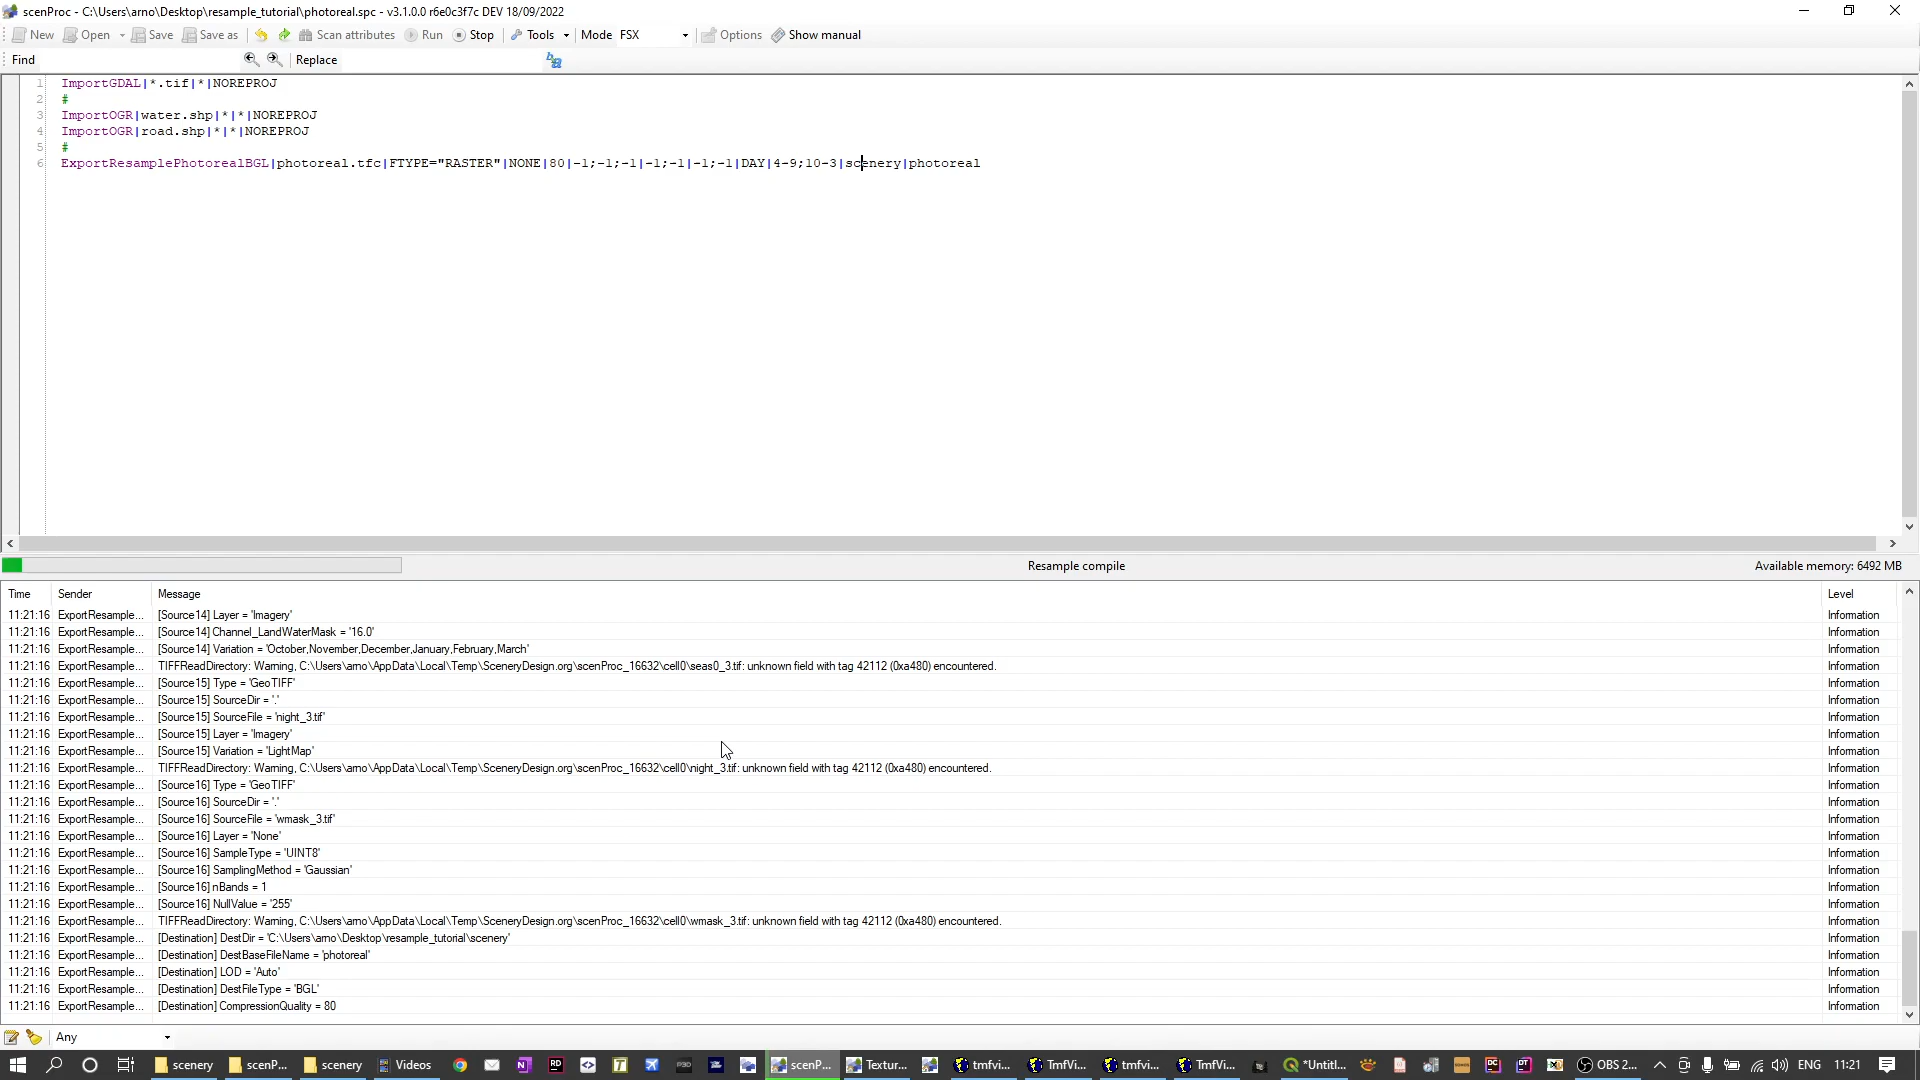 scenProc - C:\Users\arno\Desktop\resample_tutorial\photoreal.spc - v3.1.0.0 r6e0c3f7c DEV 18/09/2022
New Open Save Save as Scan attributes Run Stop Tools Mode FSX Options Show manual
Find Replace
1 ImportGDAL|*.tif|*|NOREPROJ
2 #
3 ImportOGR|water.shp|*|*|NOREPROJ
4 ImportOGR|road.shp|*|*|NOREPROJ
5 #
6 ExportResamplePhotorealBGL|photoreal.tfc|FTYPE="RASTER"|NONE|80|-1;-1;-1|-1;-1|-1;-1|DAY|4-9;10-3|scenery|photoreal
Resample compile Available memory: 6492 MB
Time Sender Message Level
11:21:16 ExportResample... [Source14] Layer = 'Imagery' Information
11:21:16 ExportResample... [Source14] Channel_LandWaterMask = '16.0' Information
11:21:16 ExportResample... [Source14] Variation = 'October,November,December,January,February,March' Information
11:21:16 ExportResample... TIFFReadDirectory: Warning, C:\Users\arno\AppData\Local\Temp\SceneryDesign.org\scenProc_16632\cell0\seas0_3.tif: unknown field with tag 42112 (0xa480) encountered. Information
11:21:16 ExportResample... [Source15] Type = 'GeoTIFF' Information
11:21:16 ExportResample... [Source15] SourceDir = '.' Information
11:21:16 ExportResample... [Source15] SourceFile = 'night_3.tif' Information
11:21:16 ExportResample... [Source15] Layer = 'Imagery' Information
11:21:16 ExportResample... [Source15] Variation = 'LightMap' Information
11:21:16 ExportResample... TIFFReadDirectory: Warning, C:\Users\arno\AppData\Local\Temp\SceneryDesign.org\scenProc_16632\cell0\night_3.tif: unknown field with tag 42112 (0xa480) encountered. Information
11:21:16 ExportResample... [Source16] Type = 'GeoTIFF' Information
11:21:16 ExportResample... [Source16] SourceDir = '.' Information
11:21:16 ExportResample... [Source16] SourceFile = 'wmask_3.tif' Information
11:21:16 ExportResample... [Source16] Layer = 'None' Information
11:21:16 ExportResample... [Source16] SampleType = 'UINT8' Information
11:21:16 ExportResample... [Source16] SamplingMethod = 'Gaussian' Information
11:21:16 ExportResample... [Source16] nBands = 1 Information
11:21:16 ExportResample... [Source16] NullValue = '255' Information
11:21:16 ExportResample... TIFFReadDirectory: Warning, C:\Users\arno\AppData\Local\Temp\SceneryDesign.org\scenProc_16632\cell0\wmask_3.tif: unknown field with tag 42112 (0xa480) encountered. Information
11:21:16 ExportResample... [Destination] DestDir = 'C:\Users\arno\Desktop\resample_tutorial\scenery' Information
11:21:16 ExportResample... [Destination] DestBaseFileName = 'photoreal' Information
11:21:16 ExportResample... [Destination] LOD = 'Auto' Information
11:21:16 ExportResample... [Destination] DestFileType = 'BGL' Information
11:21:16 ExportResample... [Destination] CompressionQuality = 80 Information
Any
scenery scenP... scenery Videos scenP... Textur... tmfvi... TmfVi... tmfvi... TmfVi... *Untitl... OBS 2... ENG 11:21